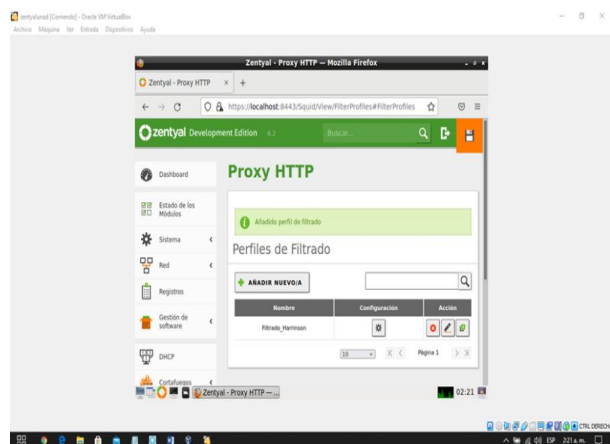 zentyalunad [Corriendo] - Oracle VM VirtualBox
Archivo Máquina Ver Entrada Dispositivos Ayuda
Zentyal - Proxy HTTP — Mozilla Firefox
Zentyal - Proxy HTTP
https://localhost:8443/Squid/View/FilterProfiles#FilterProfiles
zentyal Development Edition 6.2
Buscar...
Dashboard
Estado de los
Módulos
Sistema
Red
Registros
Gestión de
software
DHCP
Cortafuegos
Proxy HTTP
Añadido perfil de filtrado
Perfiles de Filtrado
AÑADIR NUEVO/A
Nombre Configuración Acción
Filtrado_Harrinson
10 Página 1
Zentyal - Proxy HTTP — ...
02:21
CTRL DERECHA
ESP 2:21 a. m.